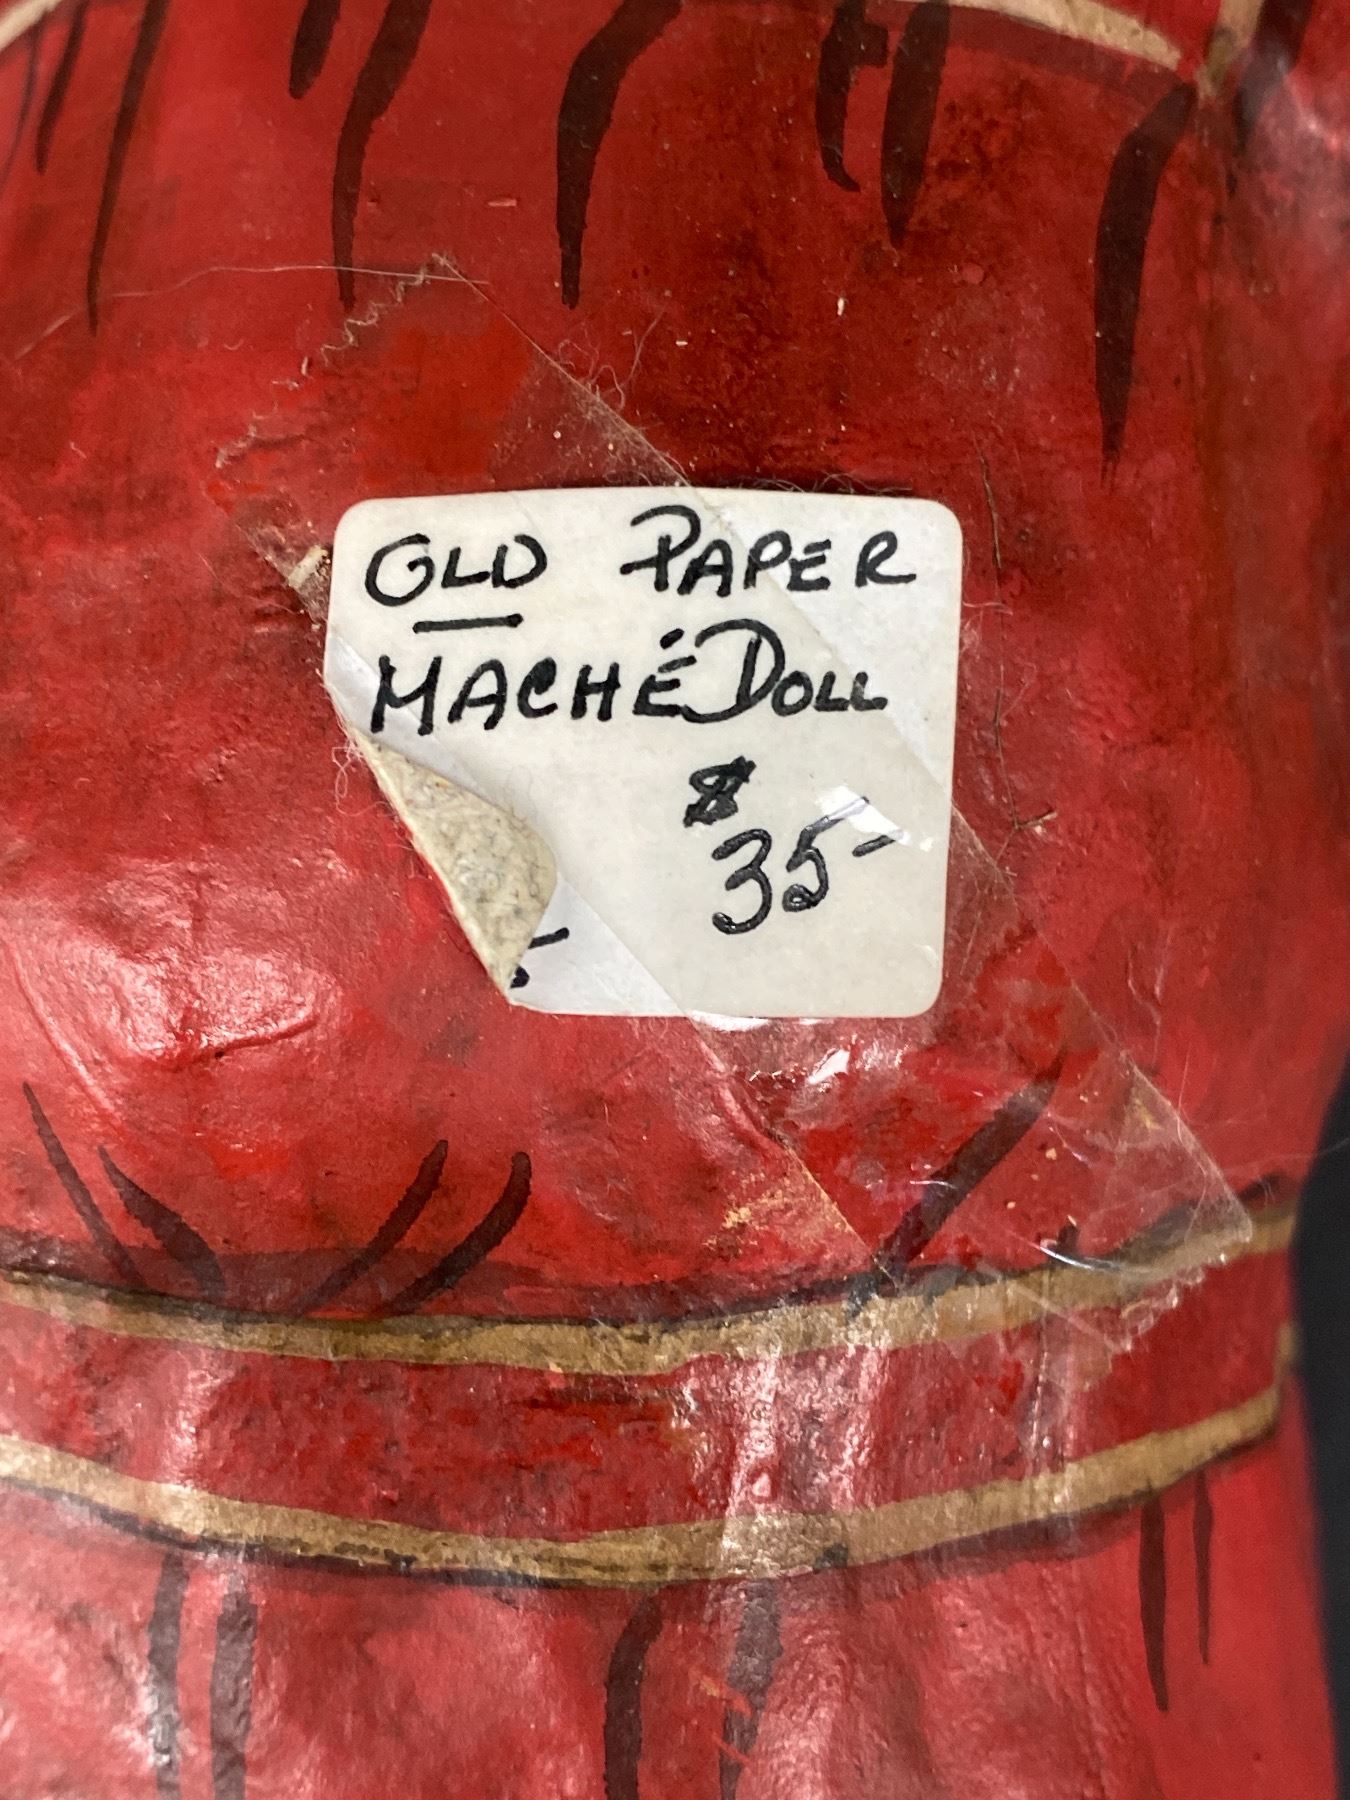 OLD PAPER
MACHÉ DOLL
$
35-